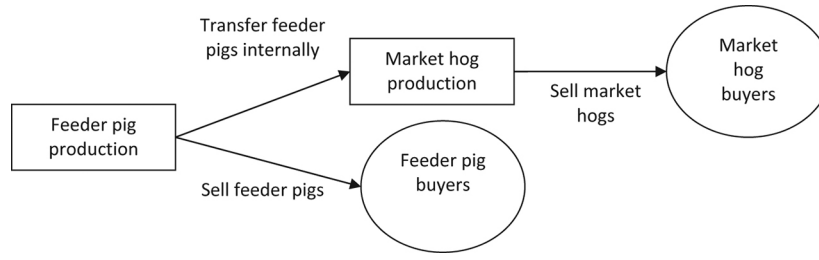 Transfer feeder
pigs internally
Market hog
production
Sell market
hogs
Market
hog
buyers
Feeder pig
production
Sell feeder pigs
Feeder pig
buyers